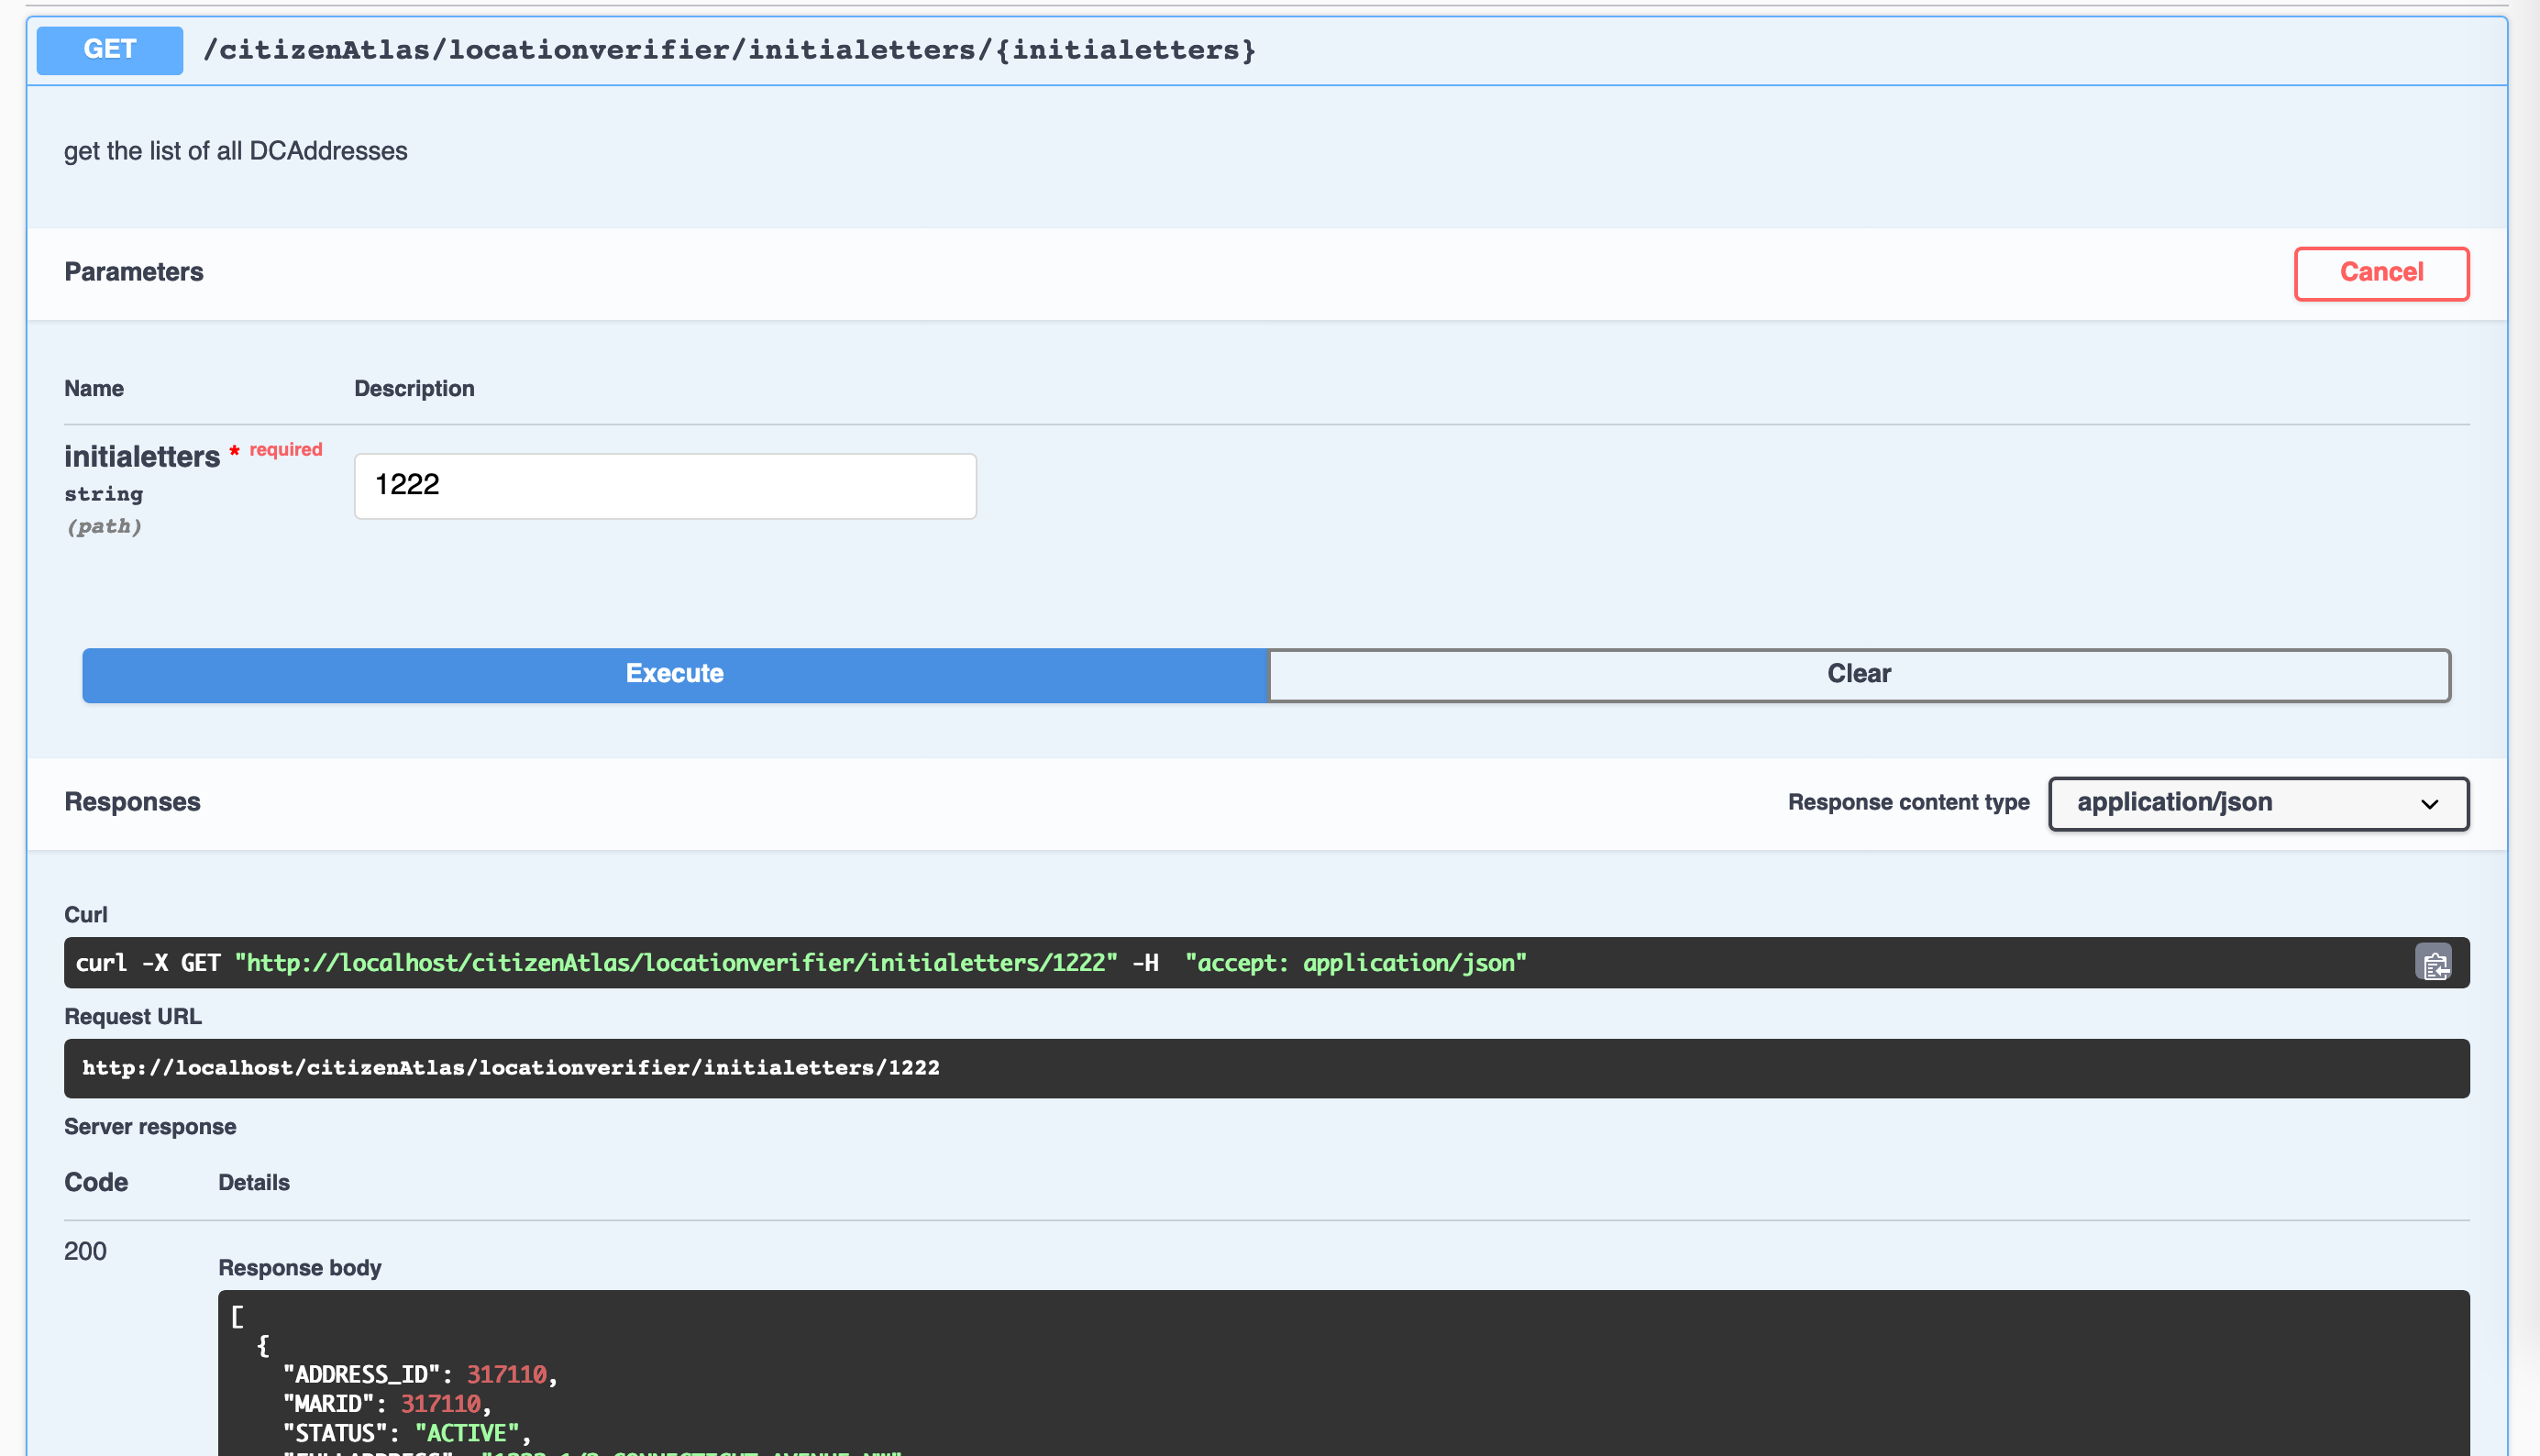 GET /citizenAtlas/locationverifier/initialetters/{initialetters}
get the list of all DCAddresses
Parameters
Cancel
Name Description
initialetters * required
string
(path)
1222
Execute Clear
Responses
Response content type application/json
Curl
curl -X GET "http://localhost/citizenAtlas/locationverifier/initialetters/1222" -H  "accept: application/json"
Request URL
http://localhost/citizenAtlas/locationverifier/initialetters/1222
Server response
Code Details
200
Response body
[
{
"ADDRESS_ID": 317110,
"MARID": 317110,
"STATUS": "ACTIVE",